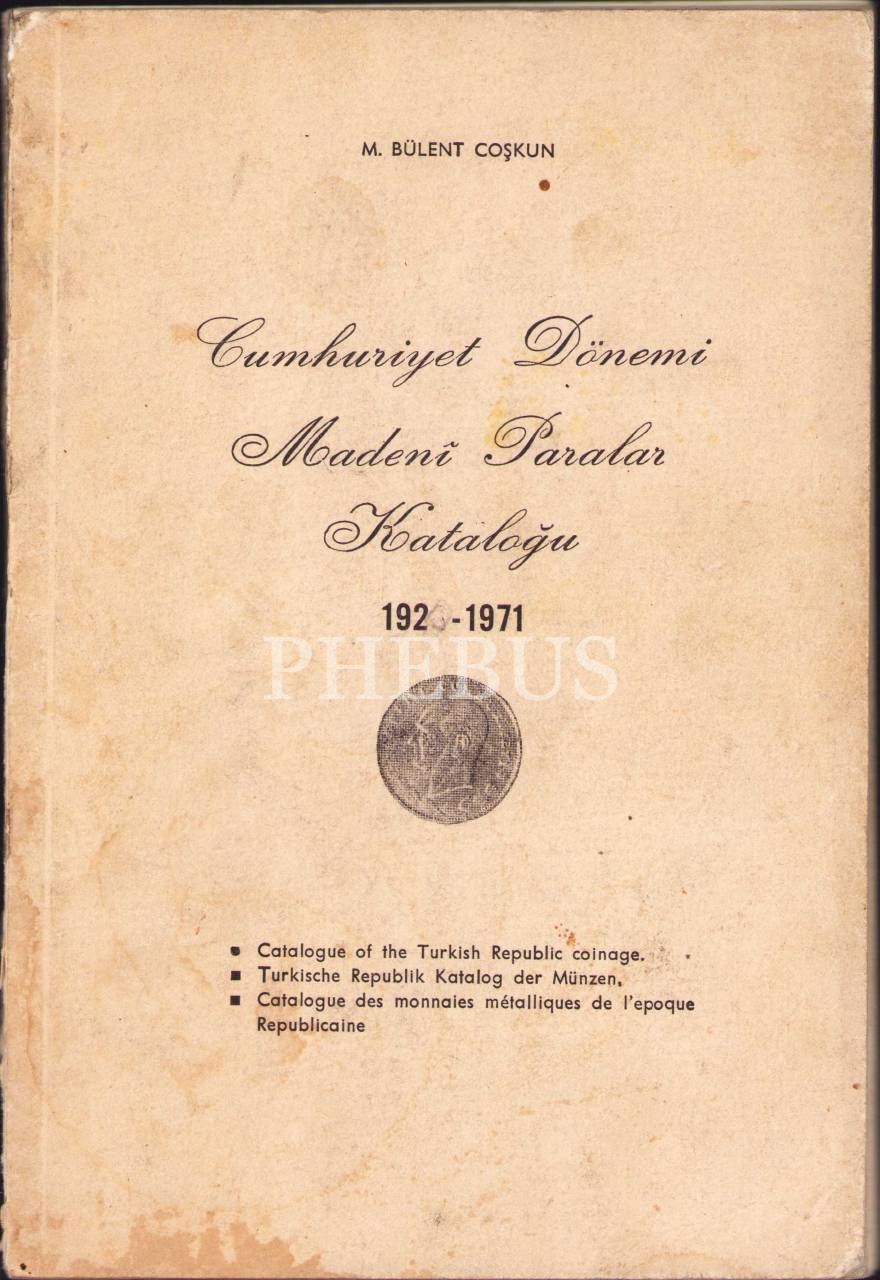 M. BÜLENT COŞKUN
Cumhuriyet Dönemi
Madenî Paralar
Kataloğu
192 -1971
PHEBUS
▪ Catalogue of the Turkish Republic coinage.
▪ Turkische Republik Katalog der Münzen.
▪ Catalogue des monnaies métalliques de l'epoque
Republicaine